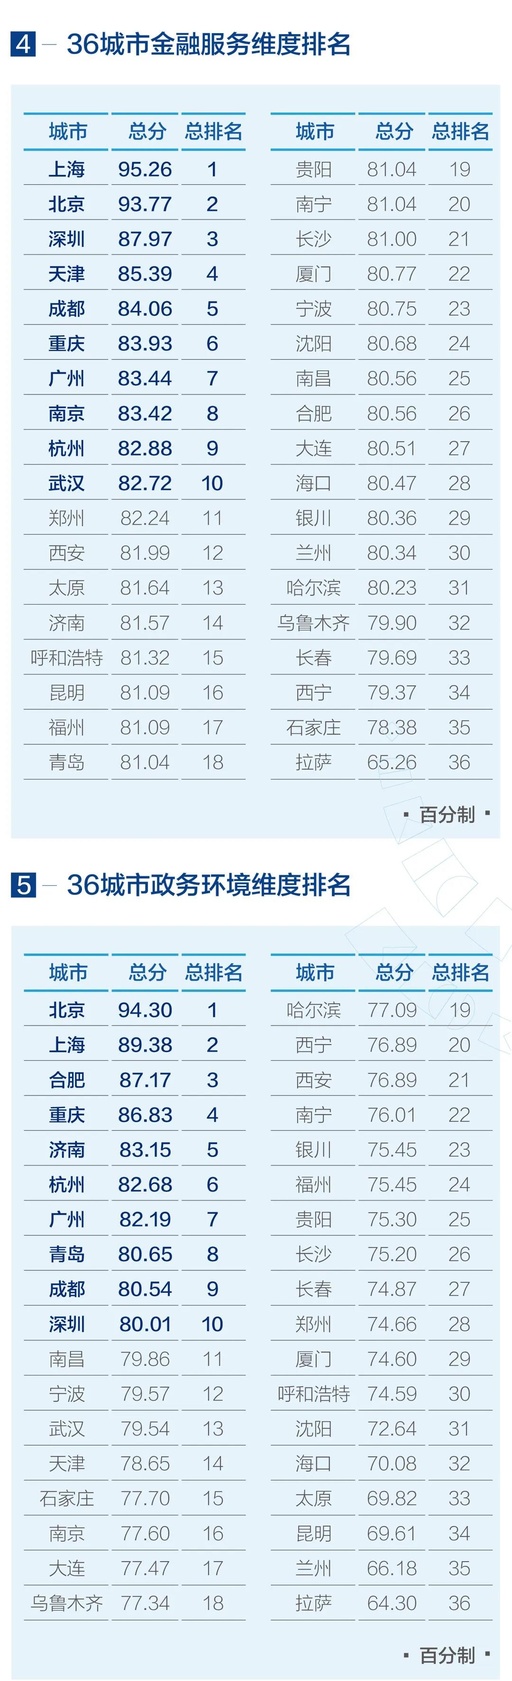 4 — 36城市金融服务维度排名
城市 总分 总排名 城市 总分 总排名
上海 95.26 1 贵阳 81.04 19
北京 93.77 2 南宁 81.04 20
深圳 87.97 3 长沙 81.00 21
天津 85.39 4 厦门 80.77 22
成都 84.06 5 宁波 80.75 23
重庆 83.93 6 沈阳 80.68 24
广州 83.44 7 南昌 80.56 25
南京 83.42 8 合肥 80.56 26
杭州 82.88 9 大连 80.51 27
武汉 82.72 10 海口 80.47 28
郑州 82.24 11 银川 80.36 29
西安 81.99 12 兰州 80.34 30
太原 81.64 13 哈尔滨 80.23 31
济南 81.57 14 乌鲁木齐 79.90 32
呼和浩特 81.32 15 长春 79.69 33
昆明 81.09 16 西宁 79.37 34
福州 81.09 17 石家庄 78.38 35
青岛 81.04 18 拉萨 65.26 36
▪ 百分制 ▪
5 — 36城市政务环境维度排名
城市 总分 总排名 城市 总分 总排名
北京 94.30 1 哈尔滨 77.09 19
上海 89.38 2 西宁 76.89 20
合肥 87.17 3 西安 76.89 21
重庆 86.83 4 南宁 76.01 22
济南 83.15 5 银川 75.45 23
杭州 82.68 6 福州 75.45 24
广州 82.19 7 贵阳 75.30 25
青岛 80.65 8 长沙 75.20 26
成都 80.54 9 长春 74.87 27
深圳 80.01 10 郑州 74.66 28
南昌 79.86 11 厦门 74.60 29
宁波 79.57 12 呼和浩特 74.59 30
武汉 79.54 13 沈阳 72.64 31
天津 78.65 14 海口 70.08 32
石家庄 77.70 15 太原 69.82 33
南京 77.60 16 昆明 69.61 34
大连 77.47 17 兰州 66.18 35
乌鲁木齐 77.34 18 拉萨 64.30 36
▪ 百分制 ▪